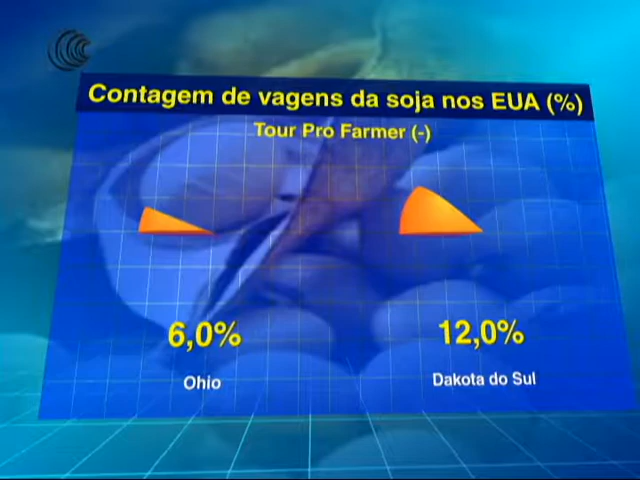 Contagem de vagens da soja nos EUA (%)
Tour Pro Farmer (-)
6,0%
12,0%
Ohio
Dakota do Sul